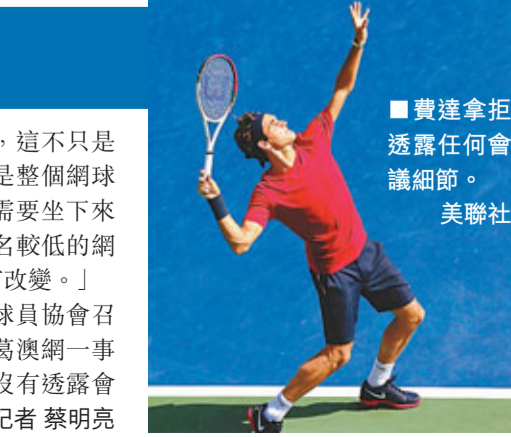 ，這不只是
是整個網球
需要坐下來
名較低的網
改變。」
球員協會召
葛澳網一事
沒有透露會
記者 蔡明亮
■費達拿拒
透露任何會
議細節。
美聯社